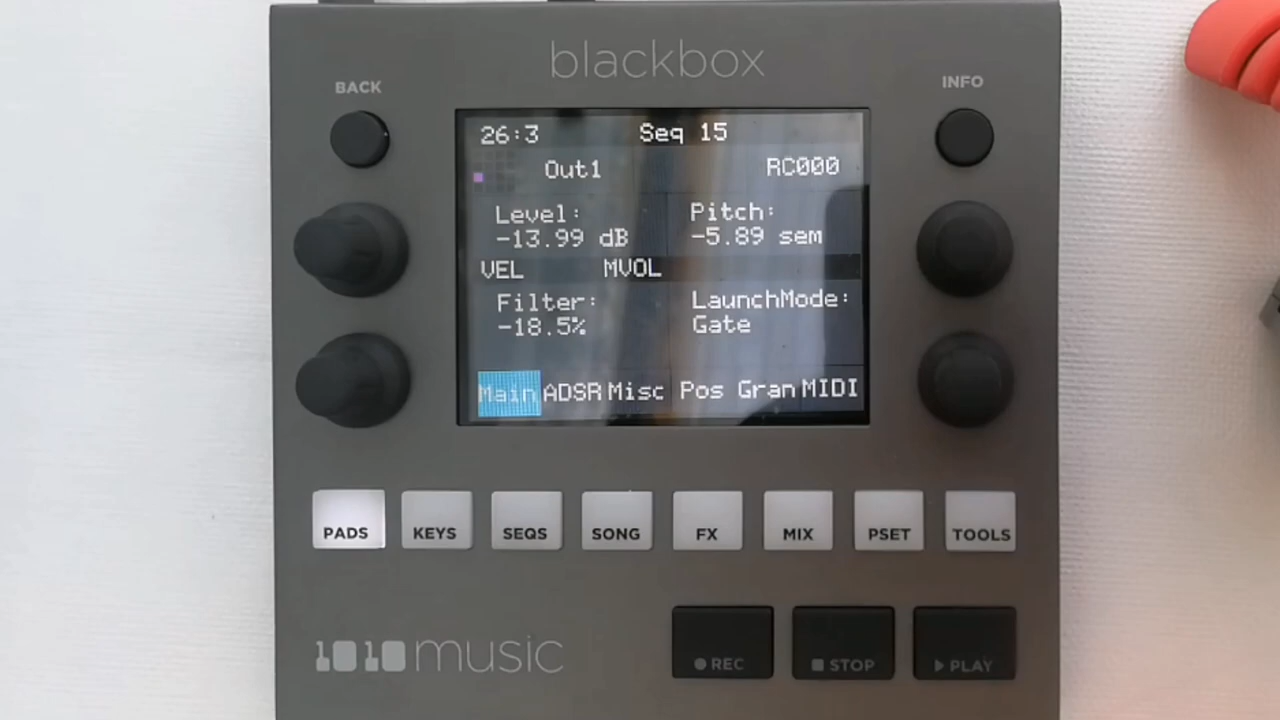 blackbox
BACK
INFO
26:3 Seq 15
Out1 RC000
Level: Pitch:
-13.99 dB -5.89 sem
VEL MVOL
Filter: LaunchMode:
-18.5% Gate
Main ADSR Misc Pos Gran MIDI
PADS KEYS SEQS SONG FX MIX PSET TOOLS
1010music
REC STOP PLAY